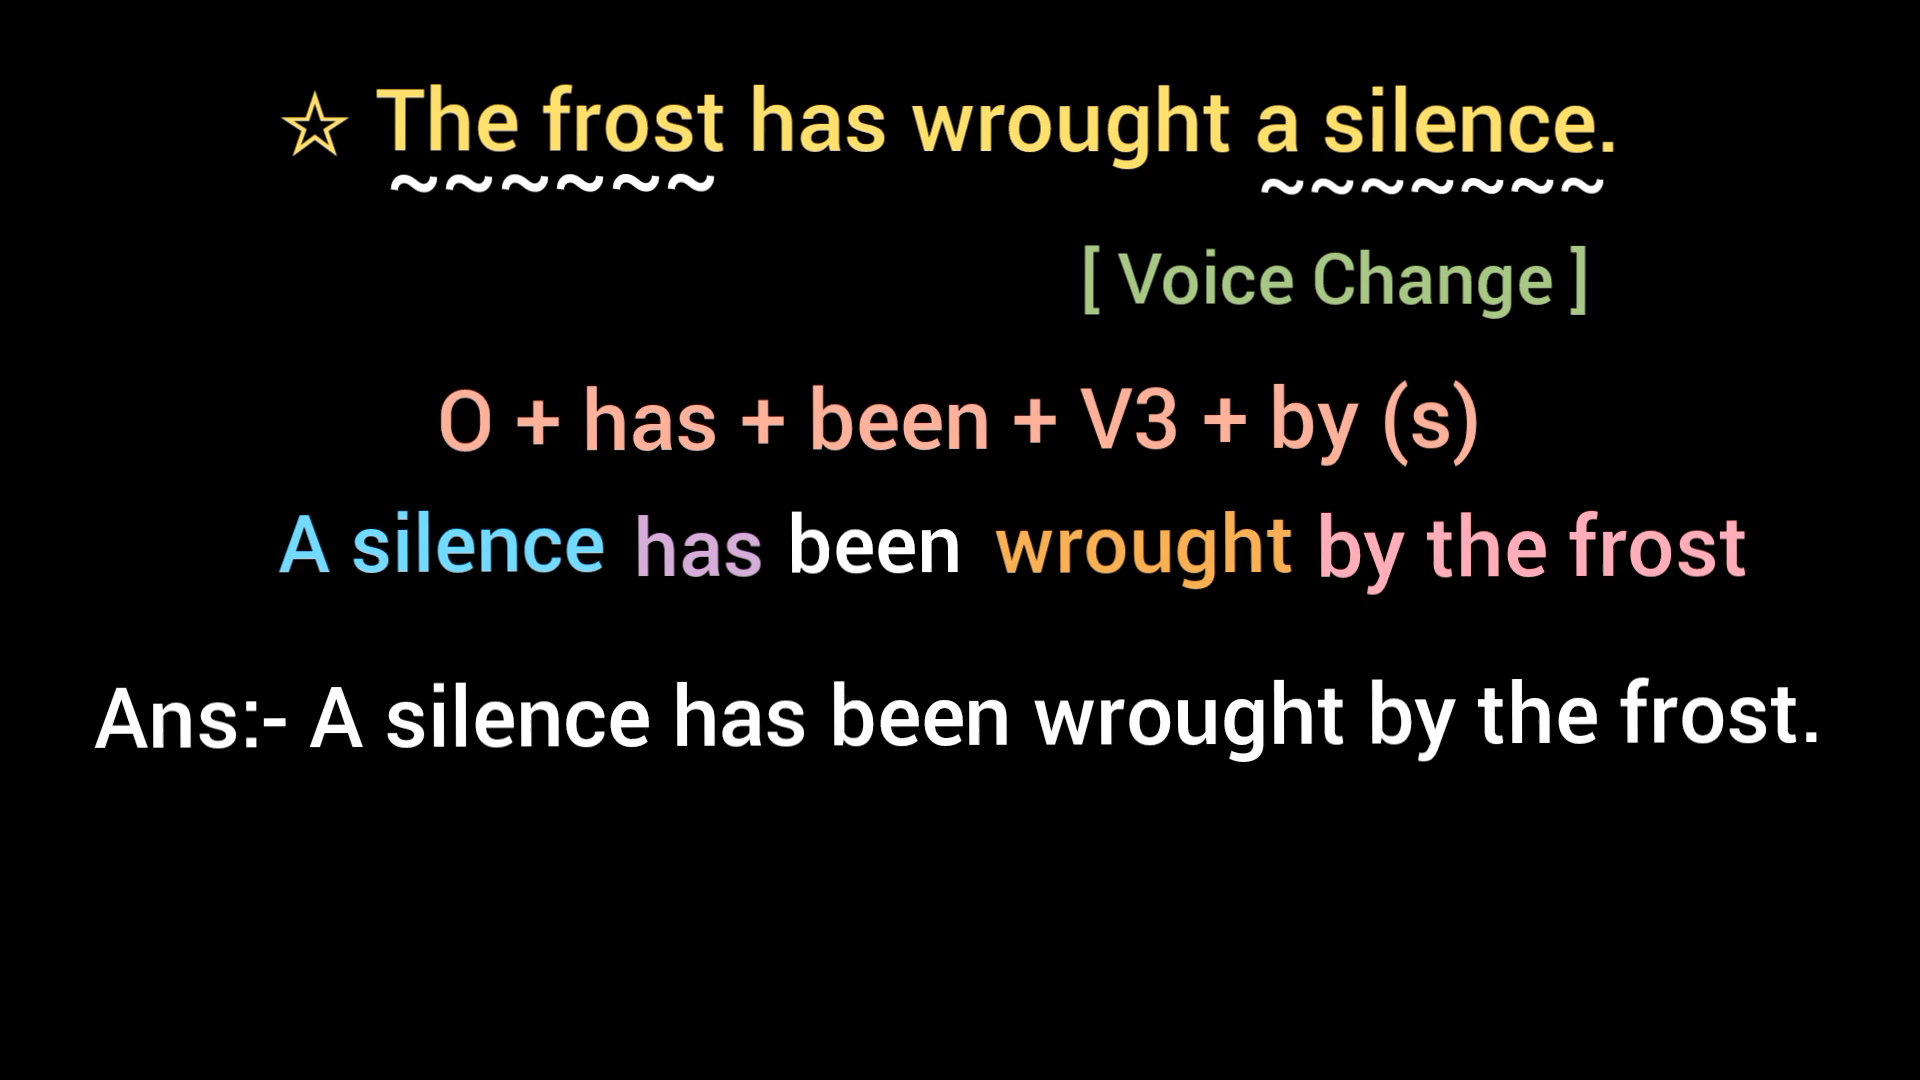 ☆ The frost has wrought a silence.
~~~~~~ ~~~~~~~
[ Voice Change ]
O + has + been + V3 + by (s)
A silence has been wrought by the frost
Ans:- A silence has been wrought by the frost.